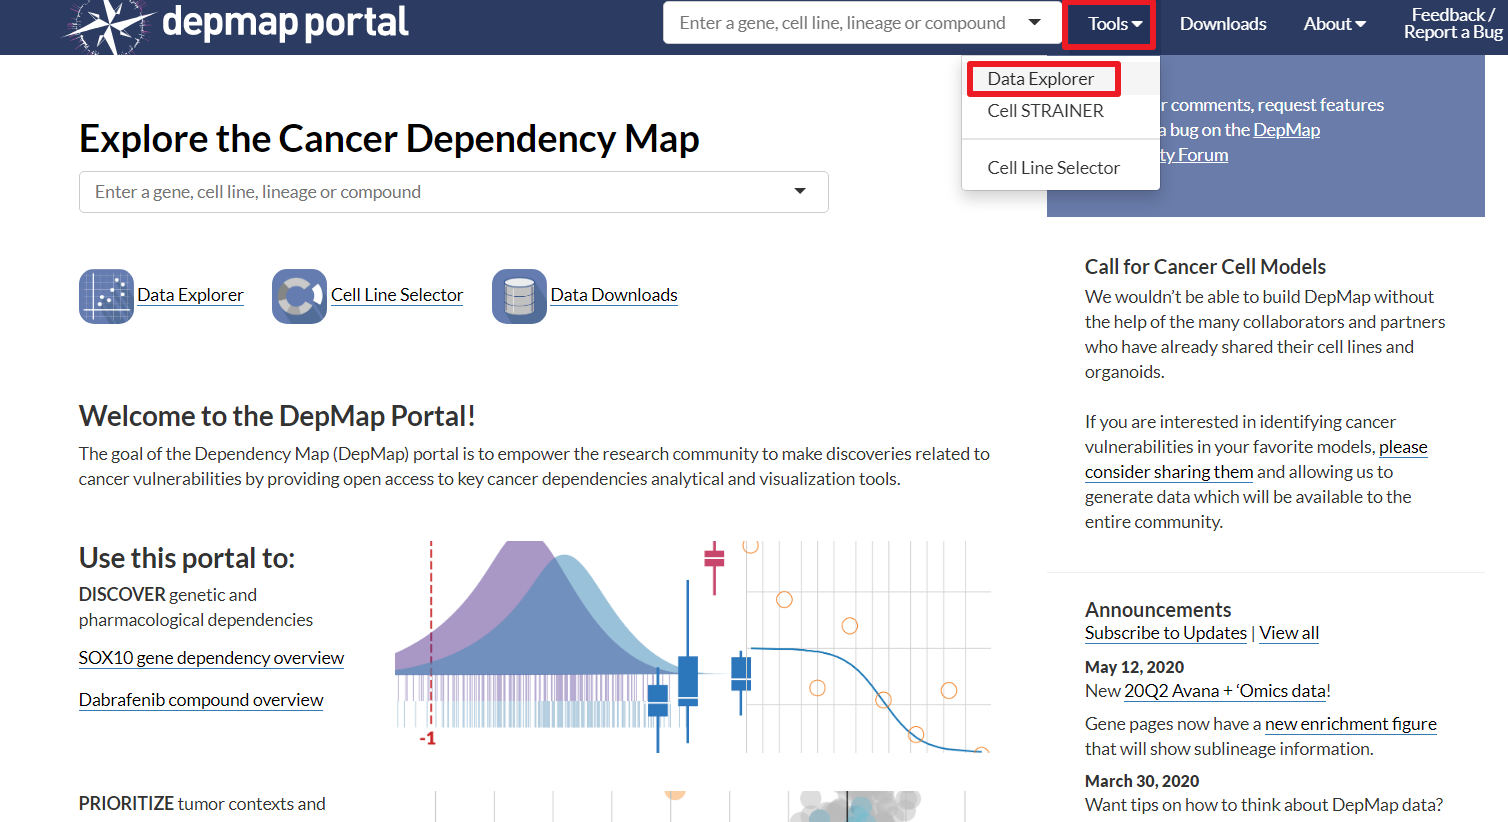 depmap portal
Enter a gene, cell line, lineage or compound
Tools
Downloads
About
Feedback /
Report a Bug
Data Explorer
Cell STRAINER
Cell Line Selector
r comments, request features
a bug on the DepMap
ty Forum
Explore the Cancer Dependency Map
Enter a gene, cell line, lineage or compound
Data Explorer
Cell Line Selector
Data Downloads
Welcome to the DepMap Portal!
The goal of the Dependency Map (DepMap) portal is to empower the research community to make discoveries related to
cancer vulnerabilities by providing open access to key cancer dependencies analytical and visualization tools.
Use this portal to:
DISCOVER genetic and
pharmacological dependencies
SOX10 gene dependency overview
Dabrafenib compound overview
-1
PRIORITIZE tumor contexts and
Call for Cancer Cell Models
We wouldn't be able to build DepMap without
the help of the many collaborators and partners
who have already shared their cell lines and
organoids.
If you are interested in identifying cancer
vulnerabilities in your favorite models, please
consider sharing them and allowing us to
generate data which will be available to the
entire community.
Announcements
Subscribe to Updates | View all
May 12, 2020
New 20Q2 Avana + ‘Omics data!
Gene pages now have a new enrichment figure
that will show sublineage information.
March 30, 2020
Want tips on how to think about DepMap data?